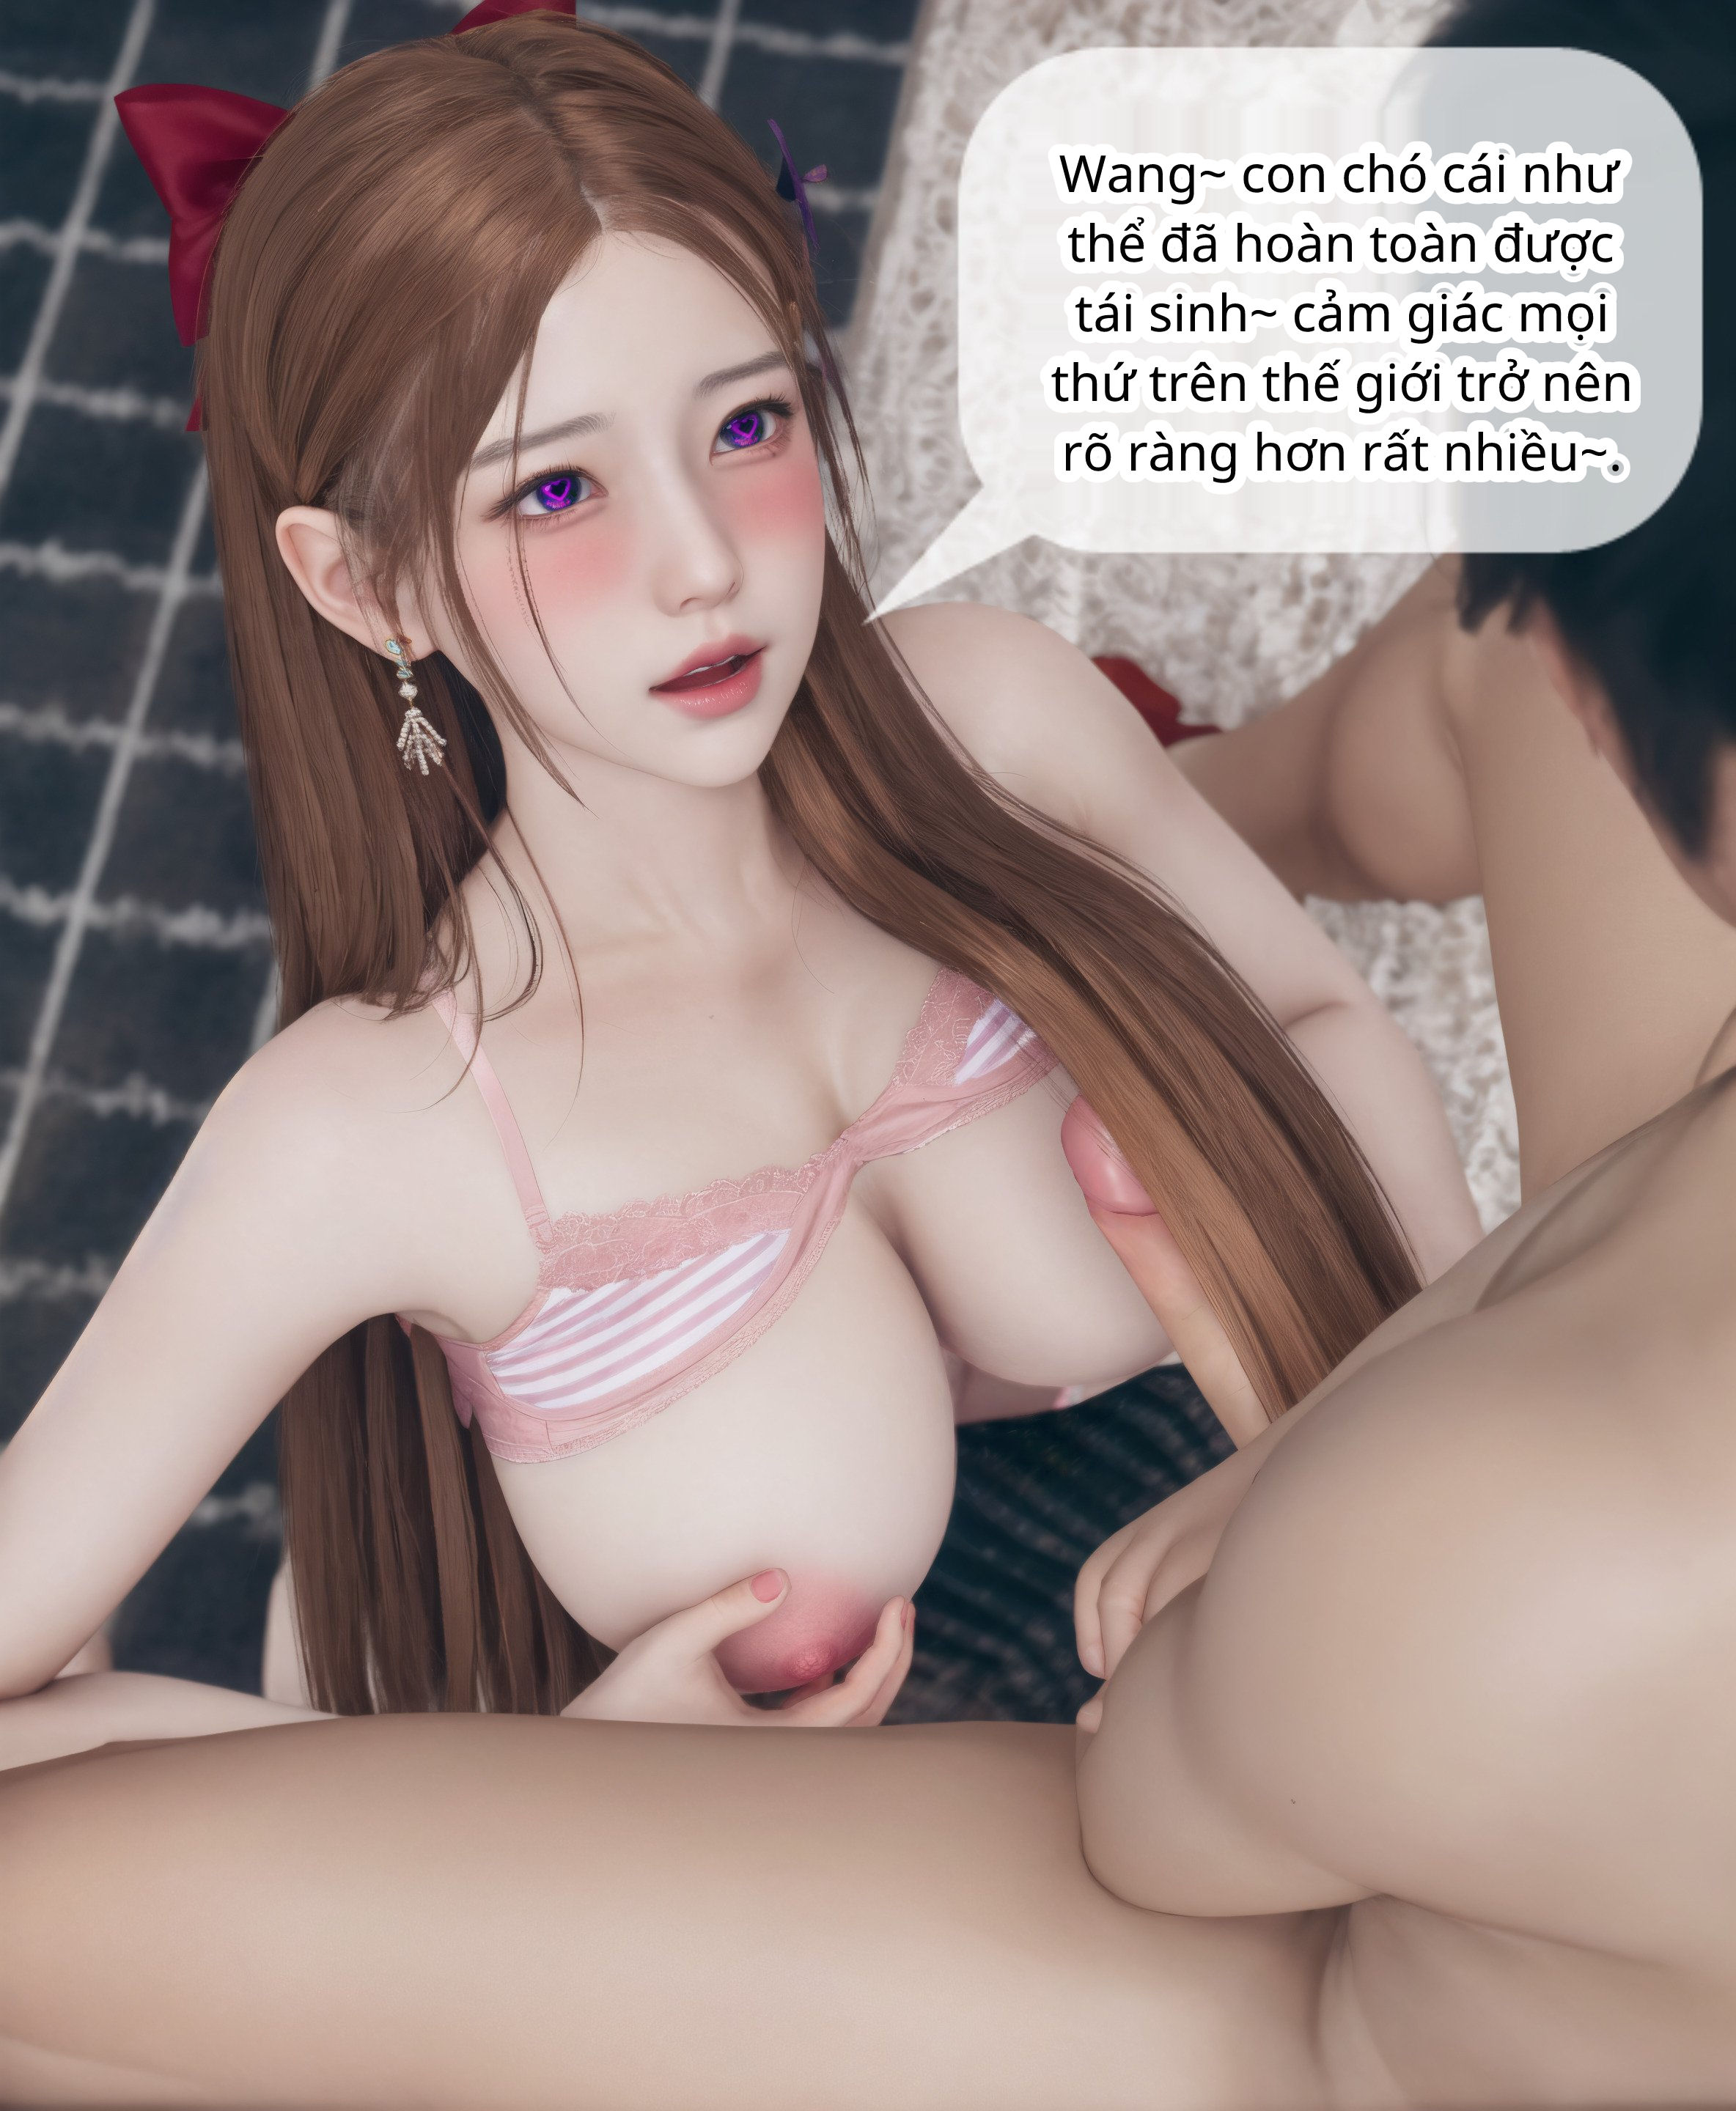 Wang~ con chó cái như
thể đã hoàn toàn được
tái sinh~ cảm giác mọi
thứ trên thế giới trở nên
rõ ràng hơn rất nhiều~.